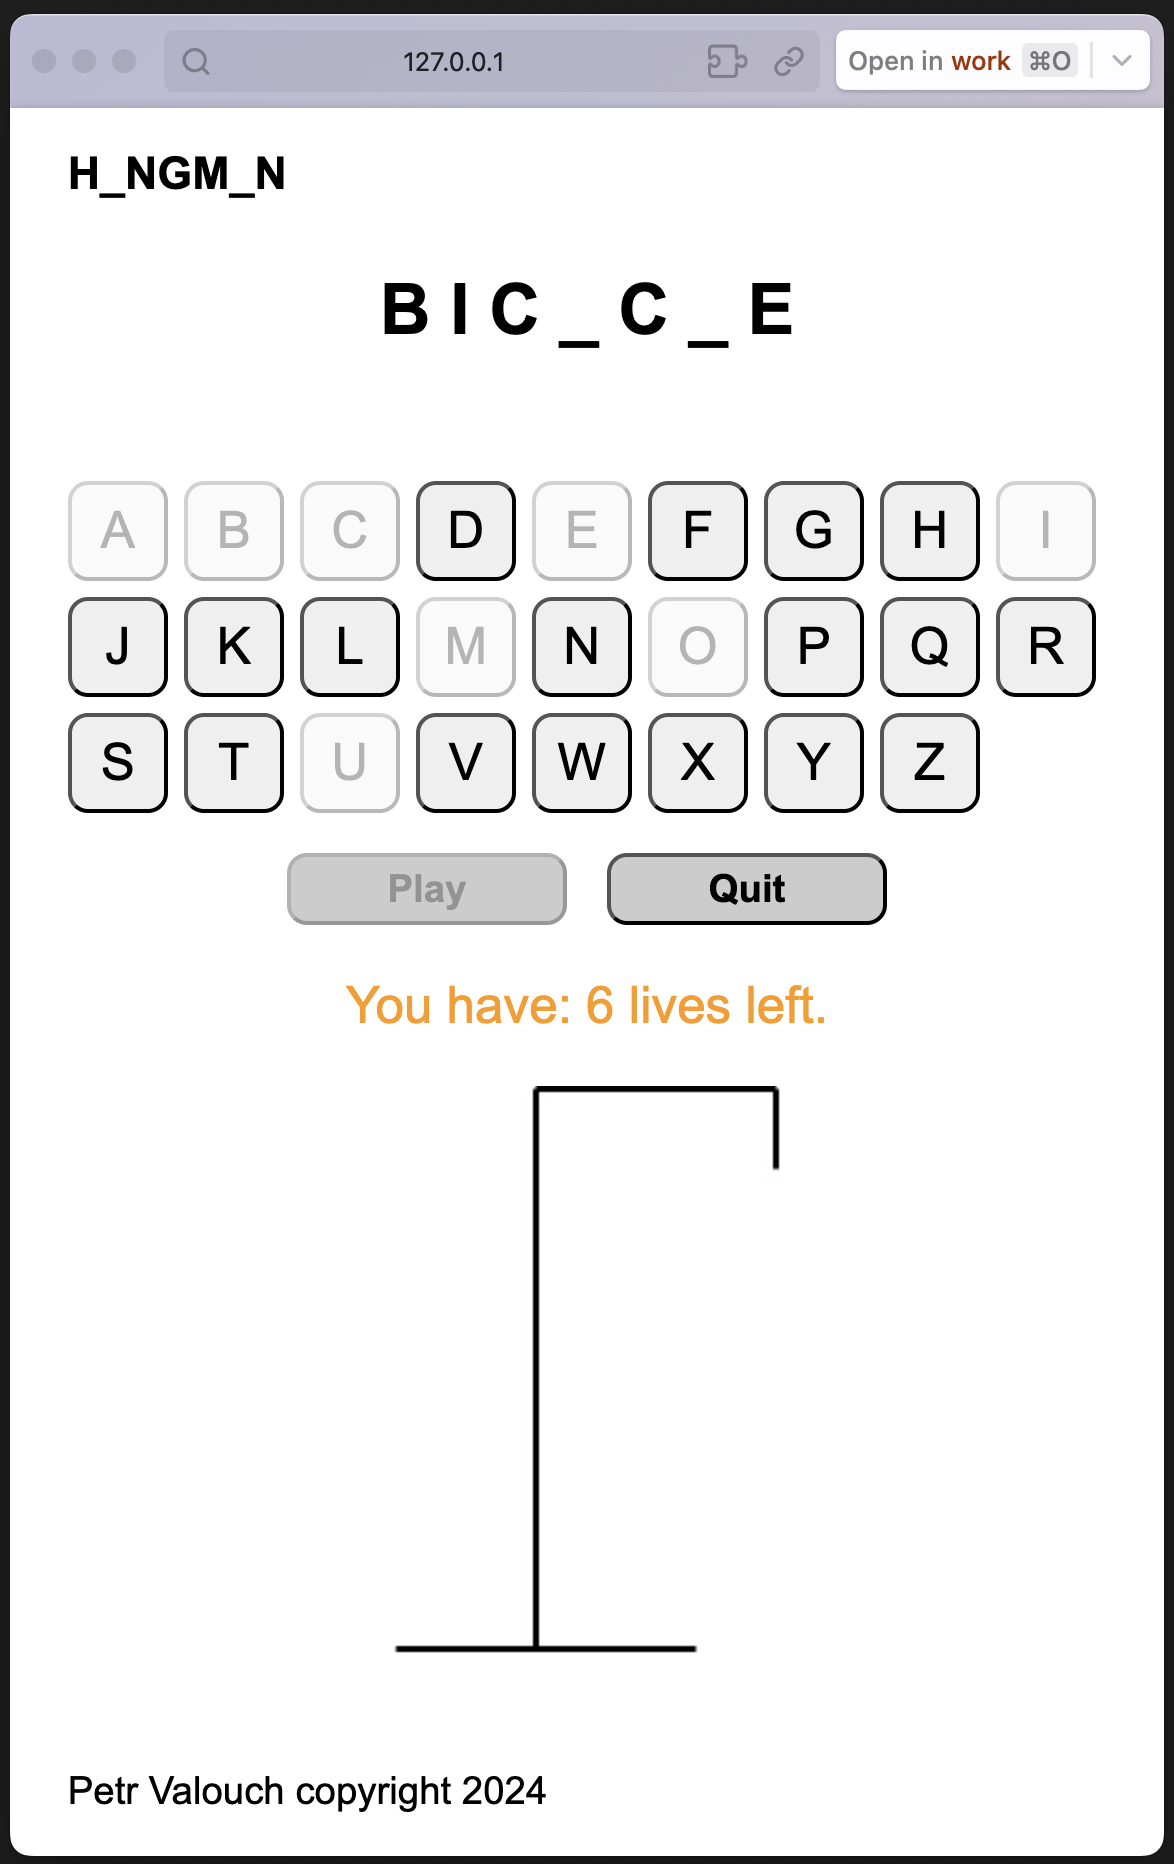 127.0.0.1
Open in work ⌘O
H_NGM_N
B I C _ C _ E
A B C D E F G H I
J K L M N O P Q R
S T U V W X Y Z
Play Quit
You have: 6 lives left.
Petr Valouch copyright 2024